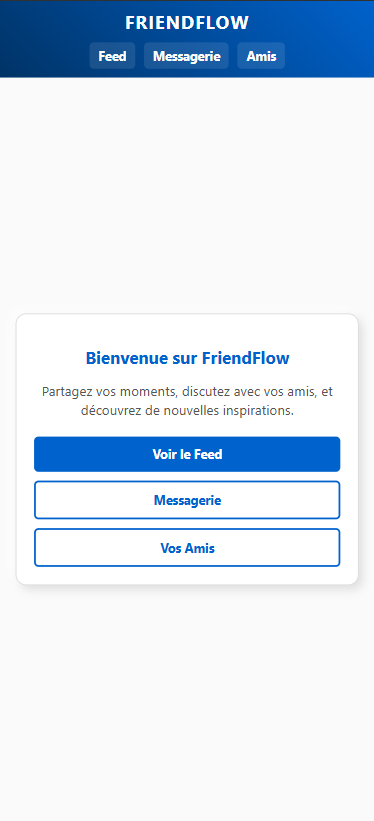 FRIENDFLOW
Feed Messagerie Amis
Bienvenue sur FriendFlow
Partagez vos moments, discutez avec vos amis, et
découvrez de nouvelles inspirations.
Voir le Feed
Messagerie
Vos Amis